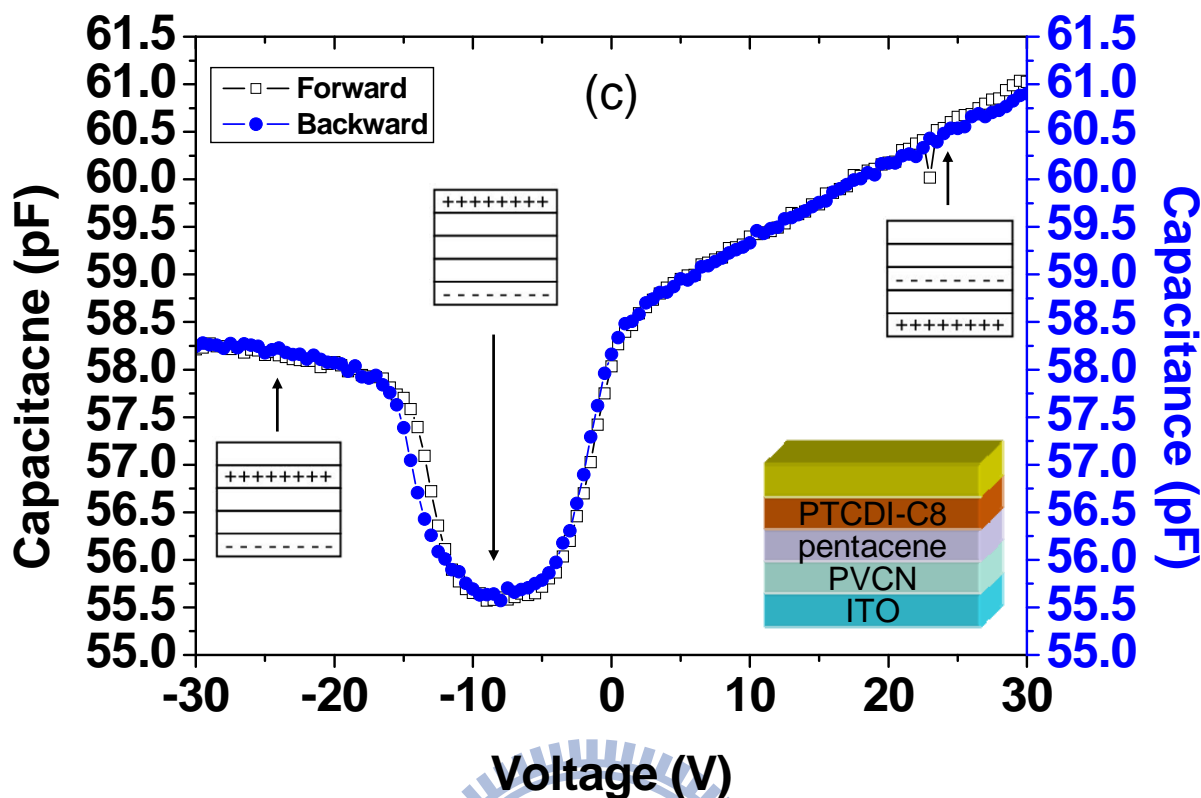 61.5
61.0
60.5
60.0
59.5
59.0
58.5
58.0
57.5
57.0
56.5
56.0
55.5
55.0
Capacitacne (pF)
Forward
Backward
(c)
++++++++
- - - - - - - -
++++++++
- - - - - - - -
- - - - - - - -
++++++++
PTCDI-C8
pentacene
PVCN
ITO
61.5
61.0
60.5
60.0
59.5
59.0
58.5
58.0
57.5
57.0
56.5
56.0
55.5
55.0
Capacitance (pF)
-30 -20 -10 0 10 20 30
Voltage (V)